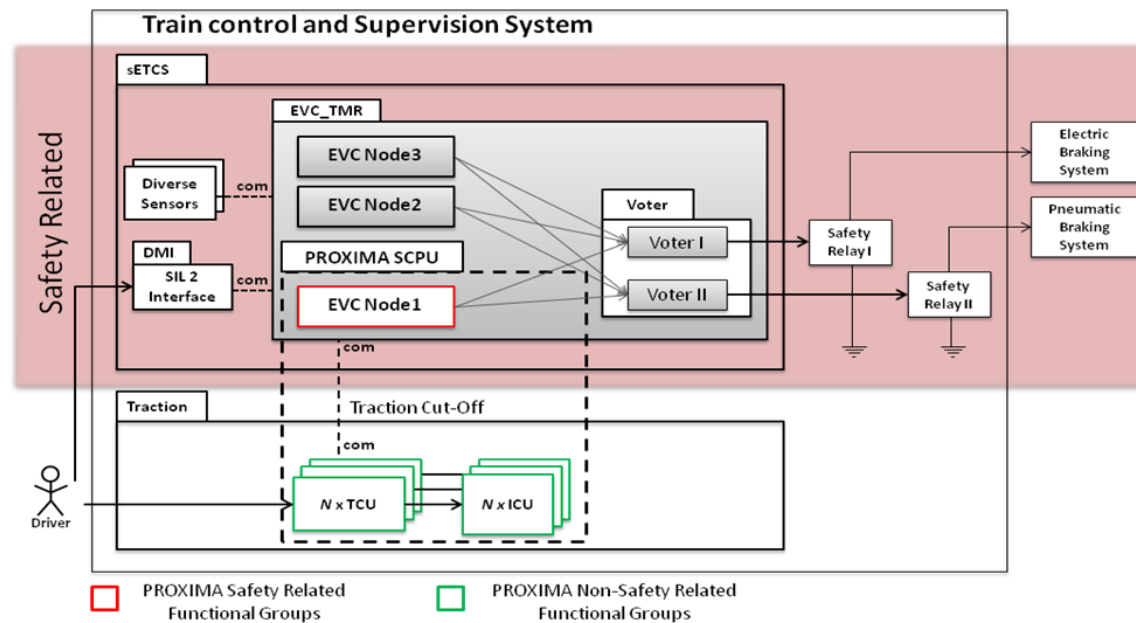 Train control and Supervision System
sETCS
Safety Related
EVC_TMR
EVC Node3
EVC Node2
PROXIMA SCPU
EVC Node1
Diverse
Sensors
com
DMI
SIL 2
Interface
com
Voter
Voter I
Voter II
Safety
Relay I
Safety
Relay II
Electric
Braking
System
Pneumatic
Braking
System
com
Traction
Traction Cut-Off
com
N x TCU
N x ICU
Driver
PROXIMA Safety Related
Functional Groups
PROXIMA Non-Safety Related
Functional Groups